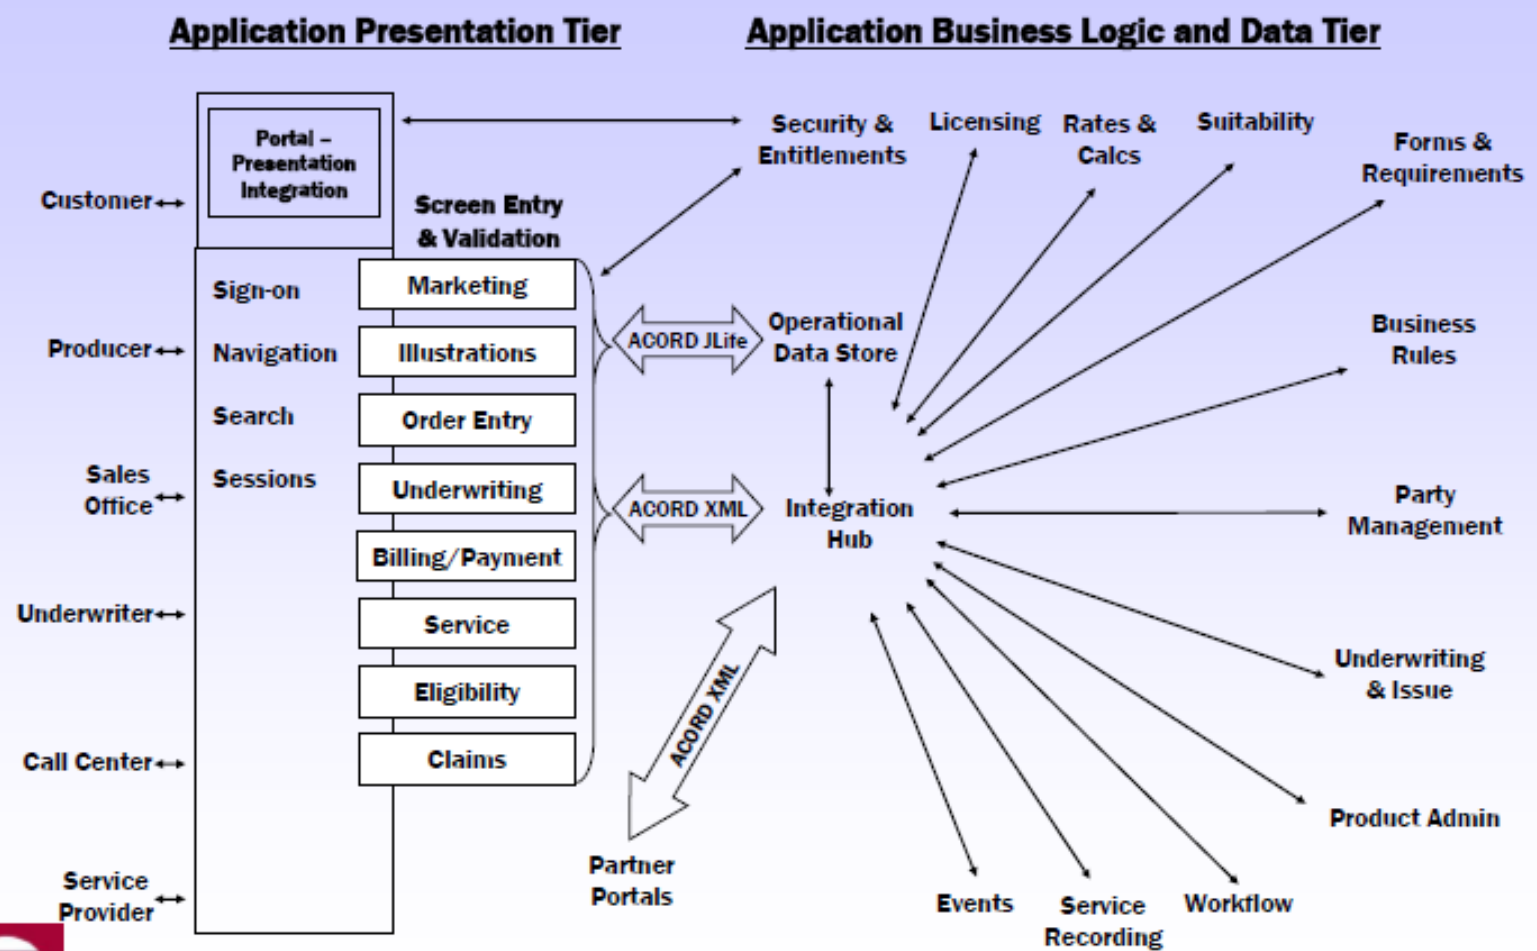 Application Presentation Tier
Application Business Logic and Data Tier
Portal –
Presentation
Integration
Customer
Producer
Sales
Office
Underwriter
Call Center
Service
Provider
Sign-on
Navigation
Search
Sessions
Screen Entry
& Validation
Marketing
Illustrations
Order Entry
Underwriting
Billing/Payment
Service
Eligibility
Claims
ACORD JLife
ACORD XML
ACORD XML
Partner
Portals
Operational
Data Store
Integration
Hub
Security &
Entitlements
Licensing
Rates &
Calcs
Suitability
Forms &
Requirements
Business
Rules
Party
Management
Underwriting
& Issue
Product Admin
Workflow
Service
Recording
Events